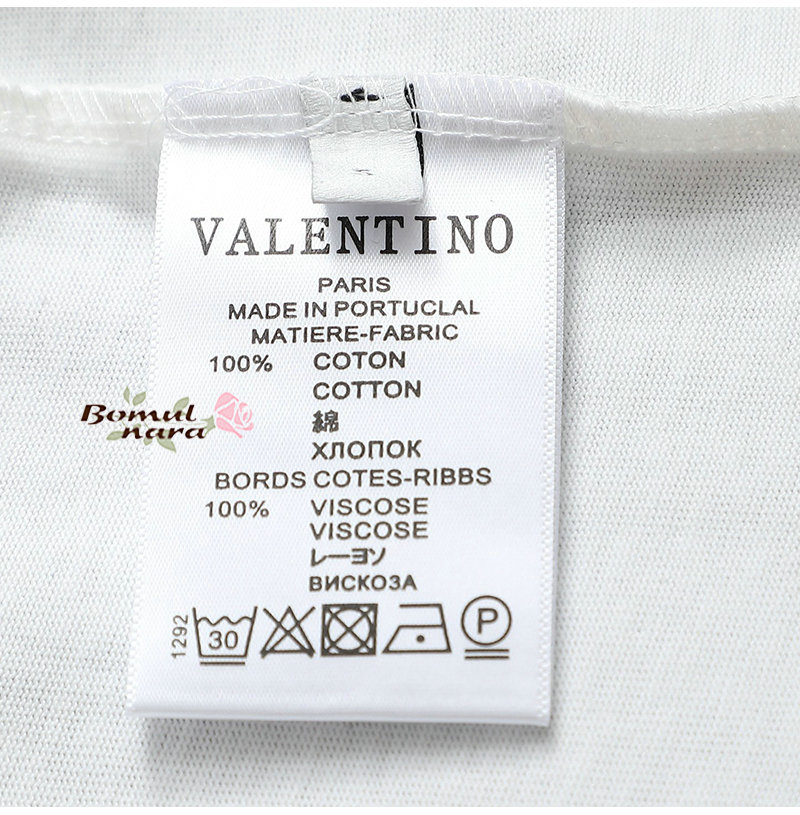 VALENTINO
PARIS
MADE IN PORTUCLAL
MATIERE-FABRIC
100% COTON
COTTON
綿
ХЛОПОК
BORDS COTES-RIBBS
100% VISCOSE
VISCOSE
レーヨソ
ВИСКОЗА
1292
30
P
Bomul
nara